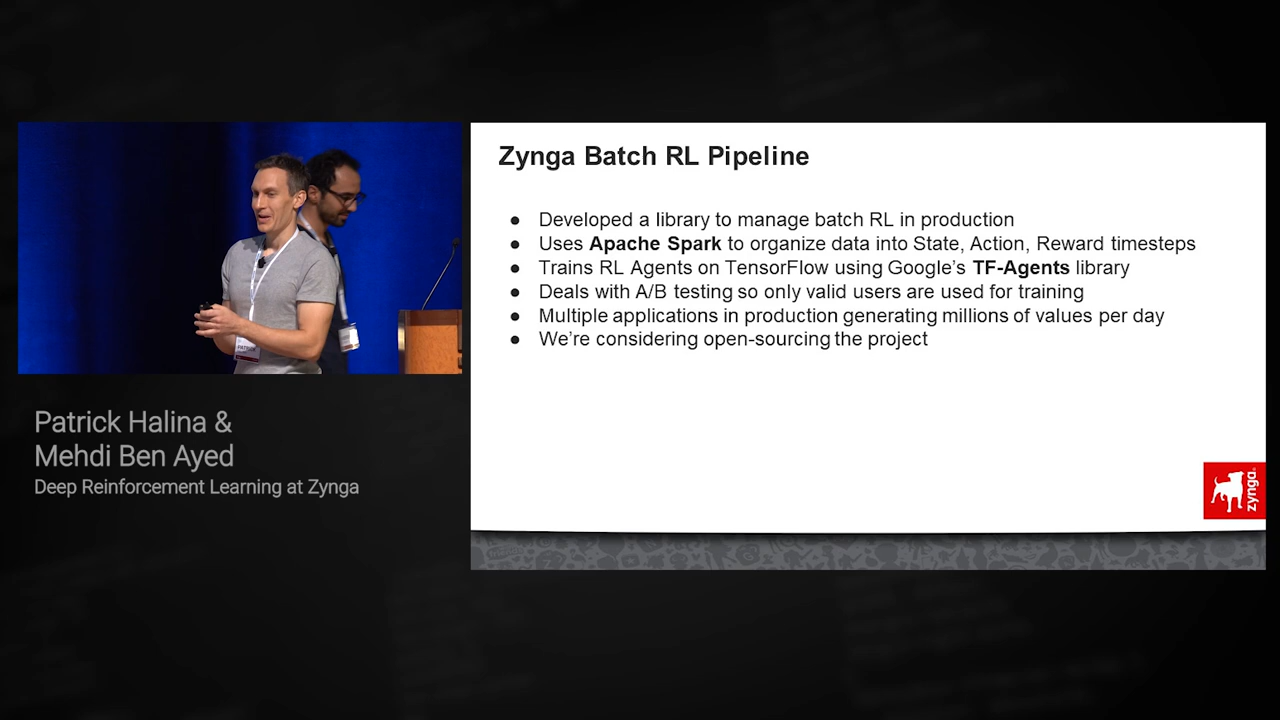 Zynga Batch RL Pipeline
● Developed a library to manage batch RL in production
● Uses Apache Spark to organize data into State, Action, Reward timesteps
● Trains RL Agents on TensorFlow using Google's TF-Agents library
● Deals with A/B testing so only valid users are used for training
● Multiple applications in production generating millions of values per day
● We're considering open-sourcing the project
zynga
PATRICK
Patrick Halina &
Mehdi Ben Ayed
Deep Reinforcement Learning at Zynga